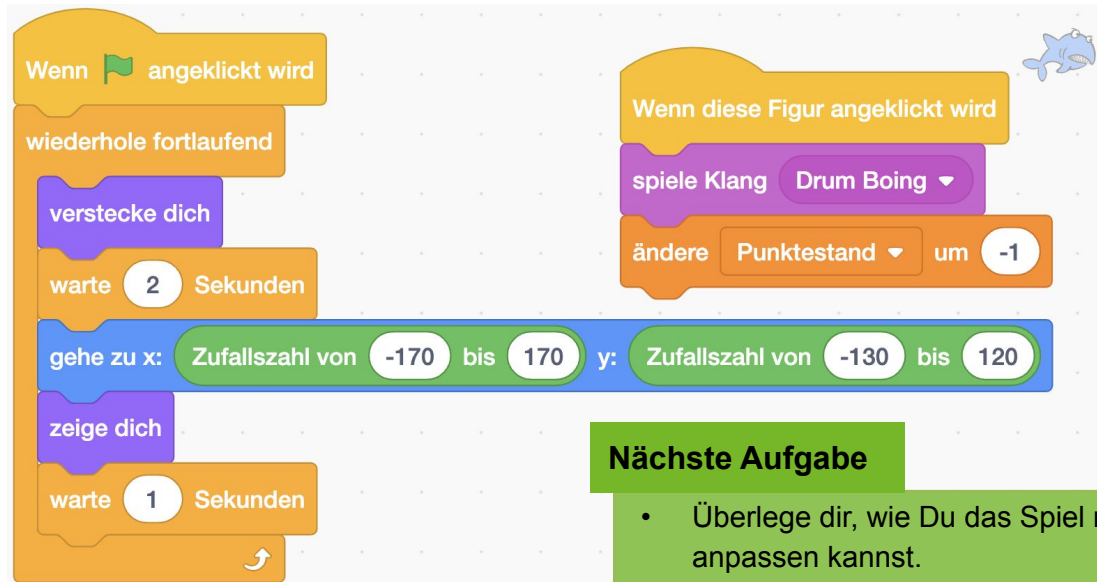 Wenn angeklickt wird
wiederhole fortlaufend
verstecke dich
warte 2 Sekunden
gehe zu x: Zufallszahl von -170 bis 170 y: Zufallszahl von -130 bis 120
zeige dich
warte 1 Sekunden
Wenn diese Figur angeklickt wird
spiele Klang Drum Boing
ändere Punktestand um -1
Nächste Aufgabe
• Überlege dir, wie Du das Spiel
anpassen kannst.